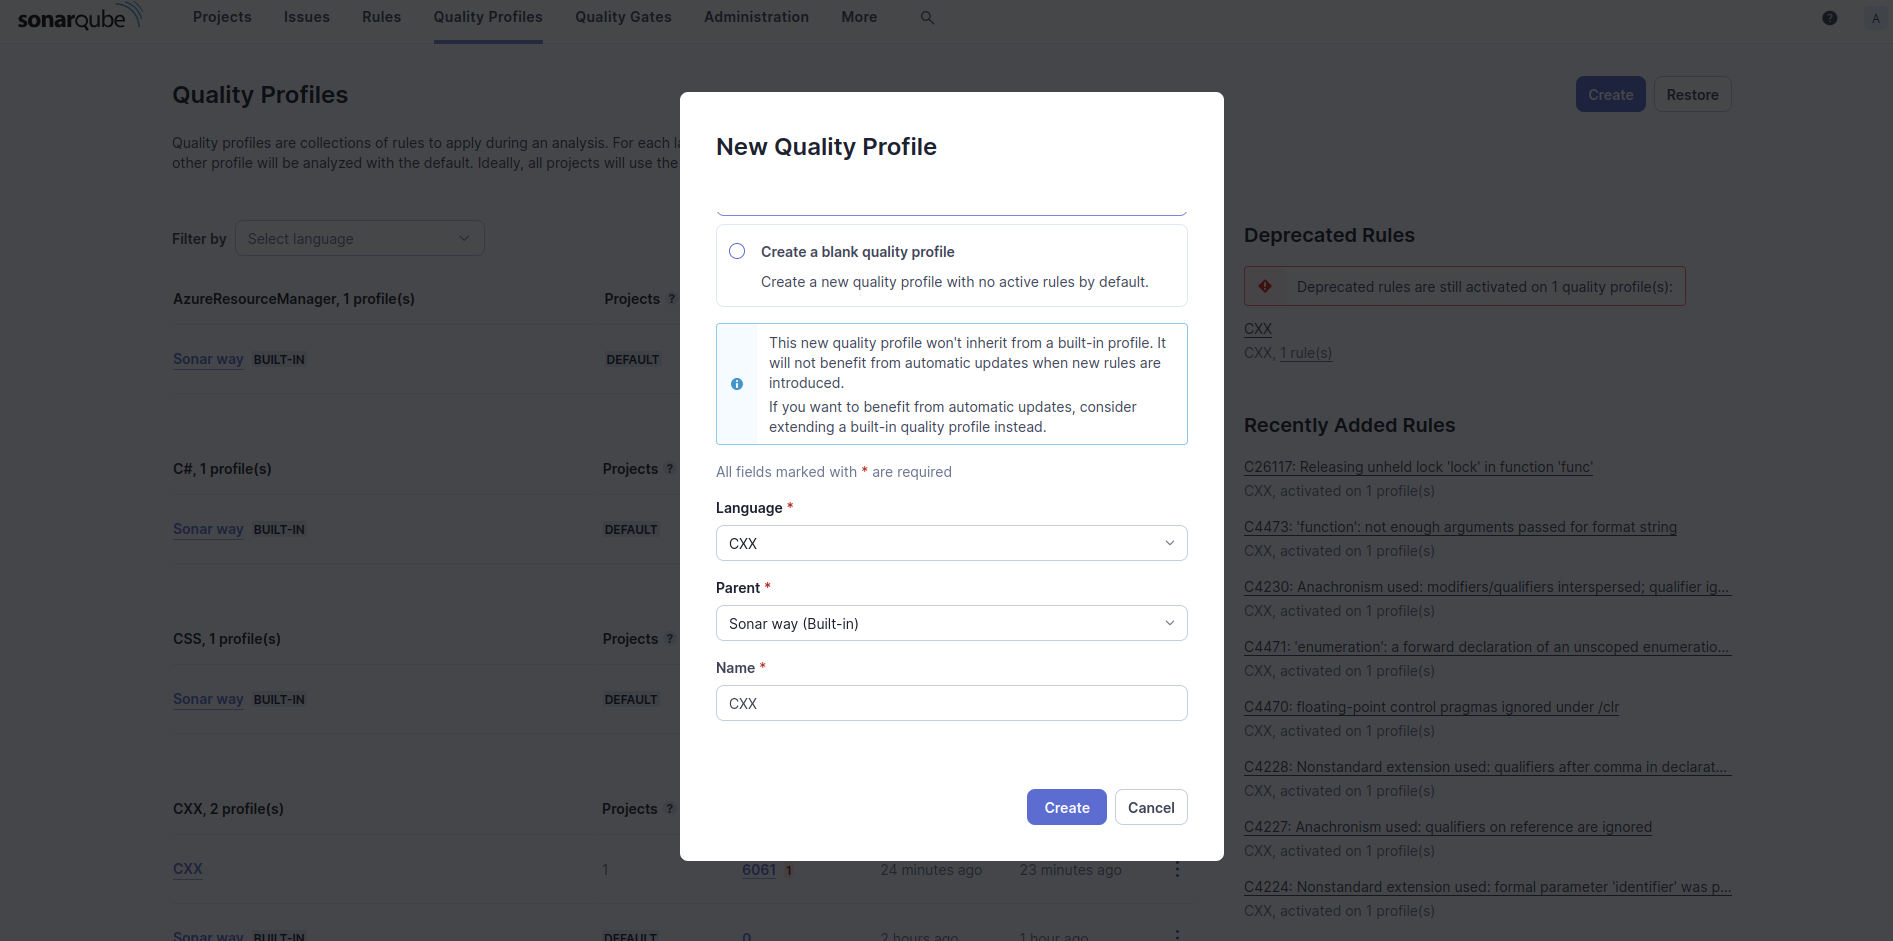 sonarqube
Projects Issues Rules Quality Profiles Quality Gates Administration More
? A
Quality Profiles
Create Restore
Quality profiles are collections of rules to apply during an analysis. For each l
other profile will be analyzed with the default. Ideally, all projects will use the
Filter by Select language
AzureResourceManager, 1 profile(s) Projects ?
Sonar way BUILT-IN DEFAULT
C#, 1 profile(s) Projects ?
Sonar way BUILT-IN DEFAULT
CSS, 1 profile(s) Projects ?
Sonar way BUILT-IN DEFAULT
CXX, 2 profile(s) Projects ?
CXX 1 6061 1 24 minutes ago 23 minutes ago
Sonar way BUILT-IN DEFAULT 0 2 hours ago 1 hour ago
New Quality Profile
Create a blank quality profile
Create a new quality profile with no active rules by default.
This new quality profile won't inherit from a built-in profile. It
will not benefit from automatic updates when new rules are
introduced.
If you want to benefit from automatic updates, consider
extending a built-in quality profile instead.
All fields marked with * are required
Language *
CXX
Parent *
Sonar way (Built-in)
Name *
CXX
Create Cancel
Deprecated Rules
Deprecated rules are still activated on 1 quality profile(s):
CXX
CXX, 1 rule(s)
Recently Added Rules
C26117: Releasing unheld lock 'lock' in function 'func'
CXX, activated on 1 profile(s)
C4473: 'function': not enough arguments passed for format string
CXX, activated on 1 profile(s)
C4230: Anachronism used: modifiers/qualifiers interspersed; qualifier ig...
CXX, activated on 1 profile(s)
C4471: 'enumeration': a forward declaration of an unscoped enumeratio...
CXX, activated on 1 profile(s)
C4470: floating-point control pragmas ignored under /clr
CXX, activated on 1 profile(s)
C4228: Nonstandard extension used: qualifiers after comma in declarat...
CXX, activated on 1 profile(s)
C4227: Anachronism used: qualifiers on reference are ignored
CXX, activated on 1 profile(s)
C4224: Nonstandard extension used: formal parameter 'identifier' was p...
CXX, activated on 1 profile(s)